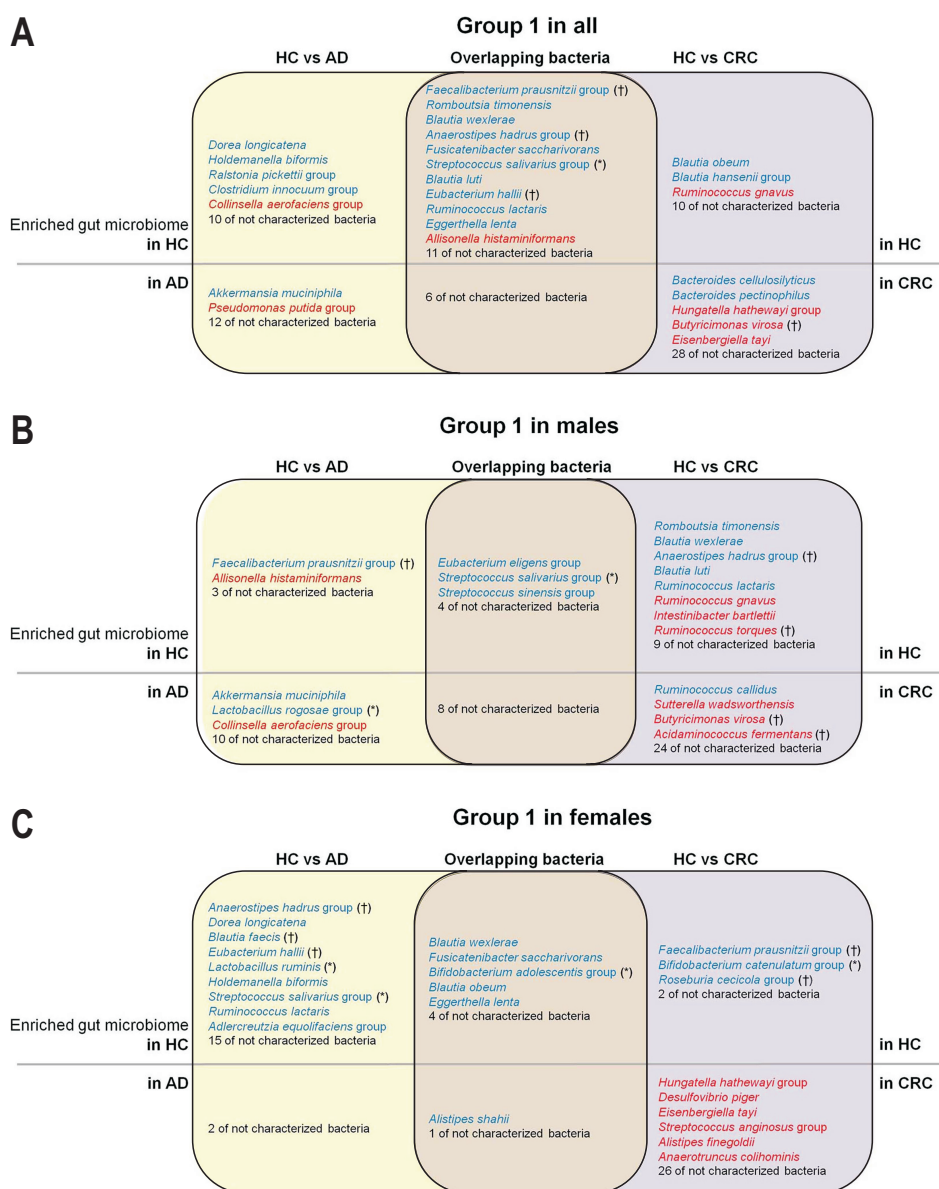 A
Group 1 in all
HC vs AD
Overlapping bacteria
HC vs CRC
Dorea longicatena
Holdemanella biformis
Ralstonia pickettii group
Clostridium innocuum group
Collinsella aerofaciens group
10 of not characterized bacteria
Faecalibacterium prausnitzii group (†)
Romboutsia timonensis
Blautia wexlerae
Anaerostipes hadrus group (†)
Fusicatenibacter saccharivorans
Streptococcus salivarius group (*)
Blautia luti
Eubacterium hallii (†)
Ruminococcus lactaris
Eggerthella lenta
Allisonella histaminiformans
11 of not characterized bacteria
Blautia obeum
Blautia hansenii group
Ruminococcus gnavus
10 of not characterized bacteria
Enriched gut microbiome
in HC
in HC
in AD
Akkermansia muciniphila
Pseudomonas putida group
12 of not characterized bacteria
6 of not characterized bacteria
Bacteroides cellulosilyticus
Bacteroides pectinophilus
Hungatella hathewayi group
Butyricimonas virosa (†)
Eisenbergiella tayi
28 of not characterized bacteria
in CRC
B
Group 1 in males
HC vs AD
Overlapping bacteria
HC vs CRC
Faecalibacterium prausnitzii group (†)
Allisonella histaminiformans
3 of not characterized bacteria
Eubacterium eligens group
Streptococcus salivarius group (*)
Streptococcus sinensis group
4 of not characterized bacteria
Romboutsia timonensis
Blautia wexlerae
Anaerostipes hadrus group (†)
Blautia luti
Ruminococcus lactaris
Ruminococcus gnavus
Intestinibacter bartlettii
Ruminococcus torques (†)
9 of not characterized bacteria
Enriched gut microbiome
in HC
in HC
in AD
Akkermansia muciniphila
Lactobacillus rogosae group (*)
Collinsella aerofaciens group
10 of not characterized bacteria
8 of not characterized bacteria
Ruminococcus callidus
Sutterella wadsworthensis
Butyricimonas virosa (†)
Acidaminococcus fermentans (†)
24 of not characterized bacteria
in CRC
C
Group 1 in females
HC vs AD
Overlapping bacteria
HC vs CRC
Anaerostipes hadrus group (†)
Dorea longicatena
Blautia faecis (†)
Eubacterium hallii (†)
Lactobacillus ruminis (*)
Holdemanella biformis
Streptococcus salivarius group (*)
Ruminococcus lactaris
Adlercreutzia equolifaciens group
15 of not characterized bacteria
Blautia wexlerae
Fusicatenibacter saccharivorans
Bifidobacterium adolescentis group (*)
Blautia obeum
Eggerthella lenta
4 of not characterized bacteria
Faecalibacterium prausnitzii group (†)
Bifidobacterium catenulatum group (*)
Roseburia cecicola group (†)
2 of not characterized bacteria
Enriched gut microbiome
in HC
in HC
in AD
2 of not characterized bacteria
Alistipes shahii
1 of not characterized bacteria
Hungatella hathewayi group
Desulfovibrio piger
Eisenbergiella tayi
Streptococcus anginosus group
Alistipes finegoldii
Anaerotruncus colihominis
26 of not characterized bacteria
in CRC